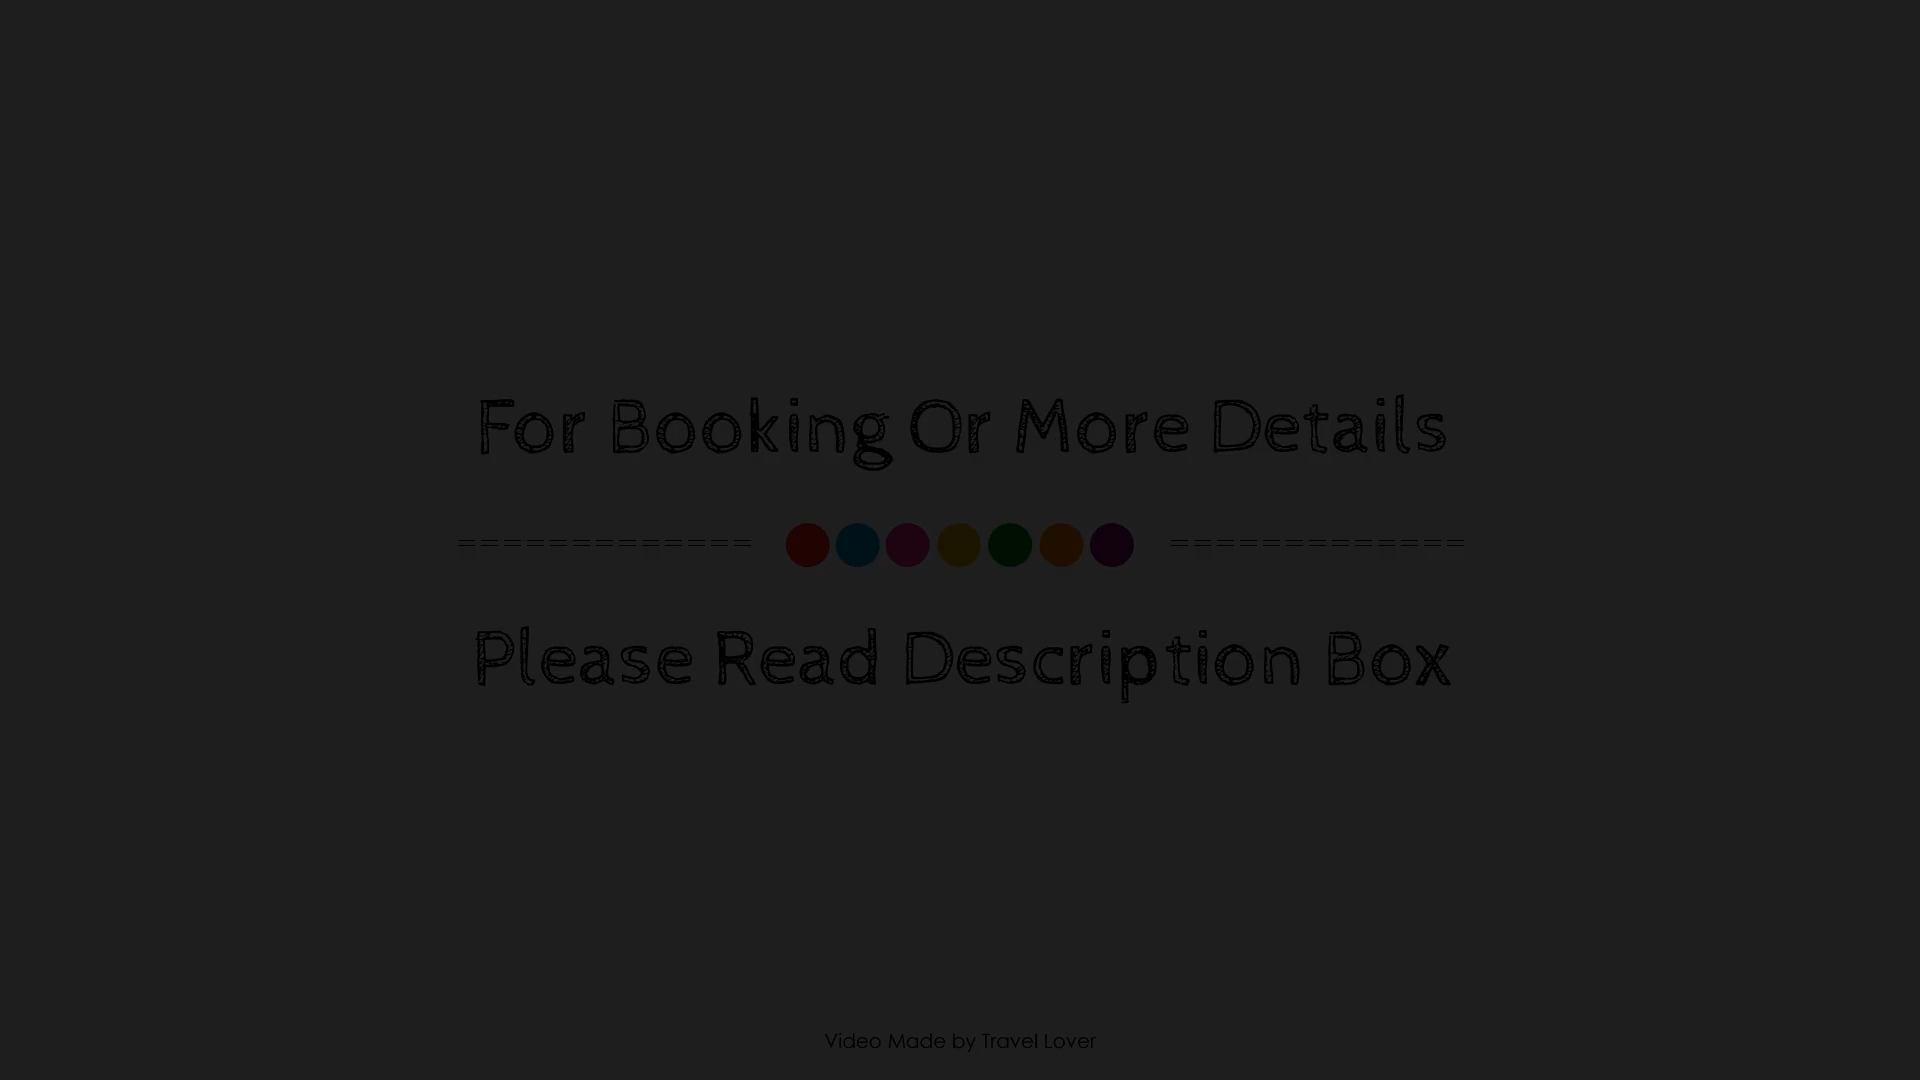 For Booking Or More Details
============= =============
Please Read Description Box
Video Made by Travel Lover